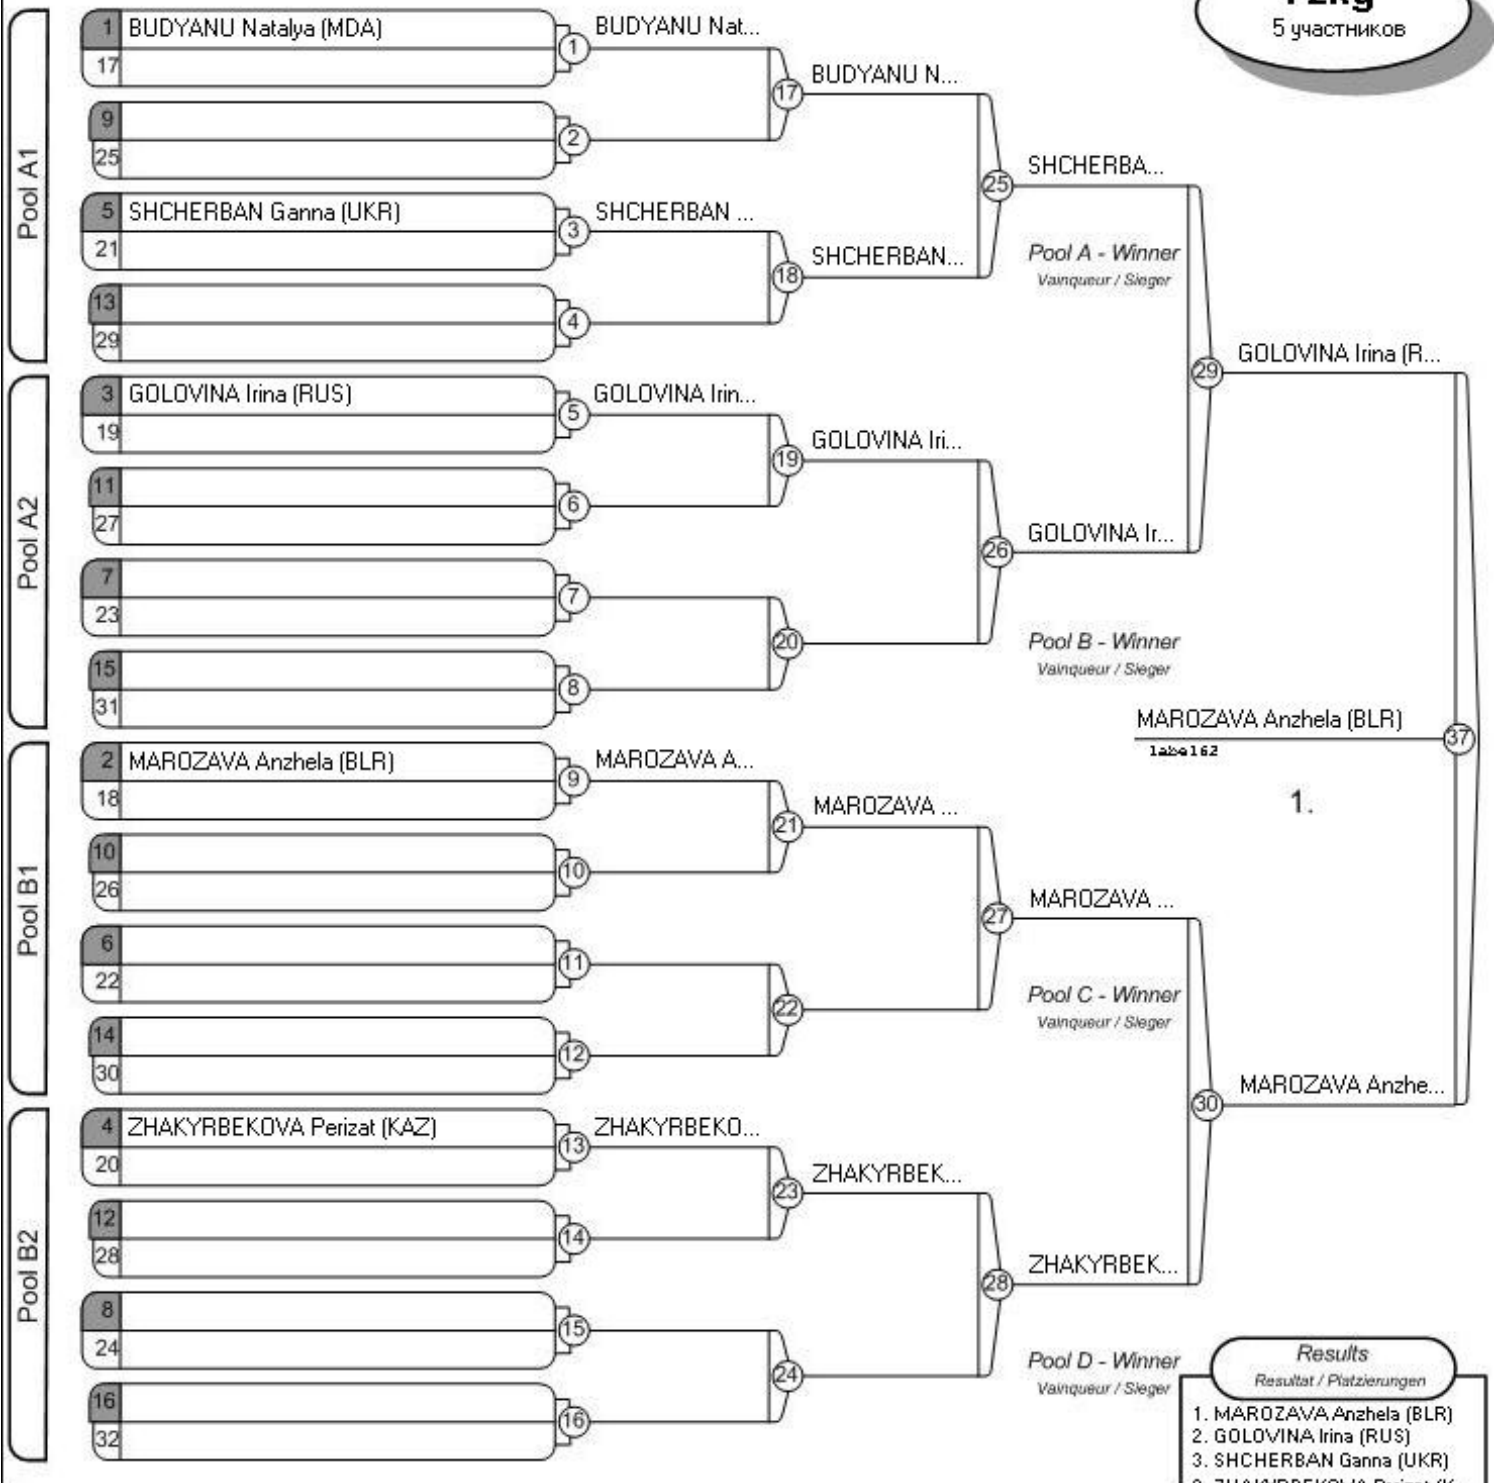 5 участников
Pool A1
1 BUDYANU Natalya (MDA)
17
9
25
5 SHCHERBAN Ganna (UKR)
21
13
29
Pool A2
3 GOLOVINA Irina (RUS)
19
11
27
7
23
15
31
Pool B1
2 MAROZAVA Anzhela (BLR)
18
10
26
6
22
14
30
Pool B2
4 ZHAKYRBEKOVA Perizat (KAZ)
20
12
28
8
24
16
32
1 BUDYANU Nat...
2
3 SHCHERBAN ...
4
5 GOLOVINA Irin...
6
7
8
9 MAROZAVA A...
10
11
12
13 ZHAKYRBEKO...
14
15
16
17 BUDYANU N...
18 SHCHERBAN...
19 GOLOVINA Iri...
20
21 MAROZAVA ...
22
23 ZHAKYRBEK...
24
25 SHCHERBA...
Pool A - Winner
Vainqueur / Sieger
26 GOLOVINA Ir...
Pool B - Winner
Vainqueur / Sieger
27 MAROZAVA ...
Pool C - Winner
Vainqueur / Sieger
28 ZHAKYRBEK...
Pool D - Winner
Vainqueur / Sieger
29 GOLOVINA Irina (R...
30 MAROZAVA Anzhe...
MAROZAVA Anzhela (BLR) 37
label62
1.
Results
Resultat / Platzierungen
1. MAROZAVA Anzhela (BLR)
2. GOLOVINA Irina (RUS)
3. SHCHERBAN Ganna (UKR)